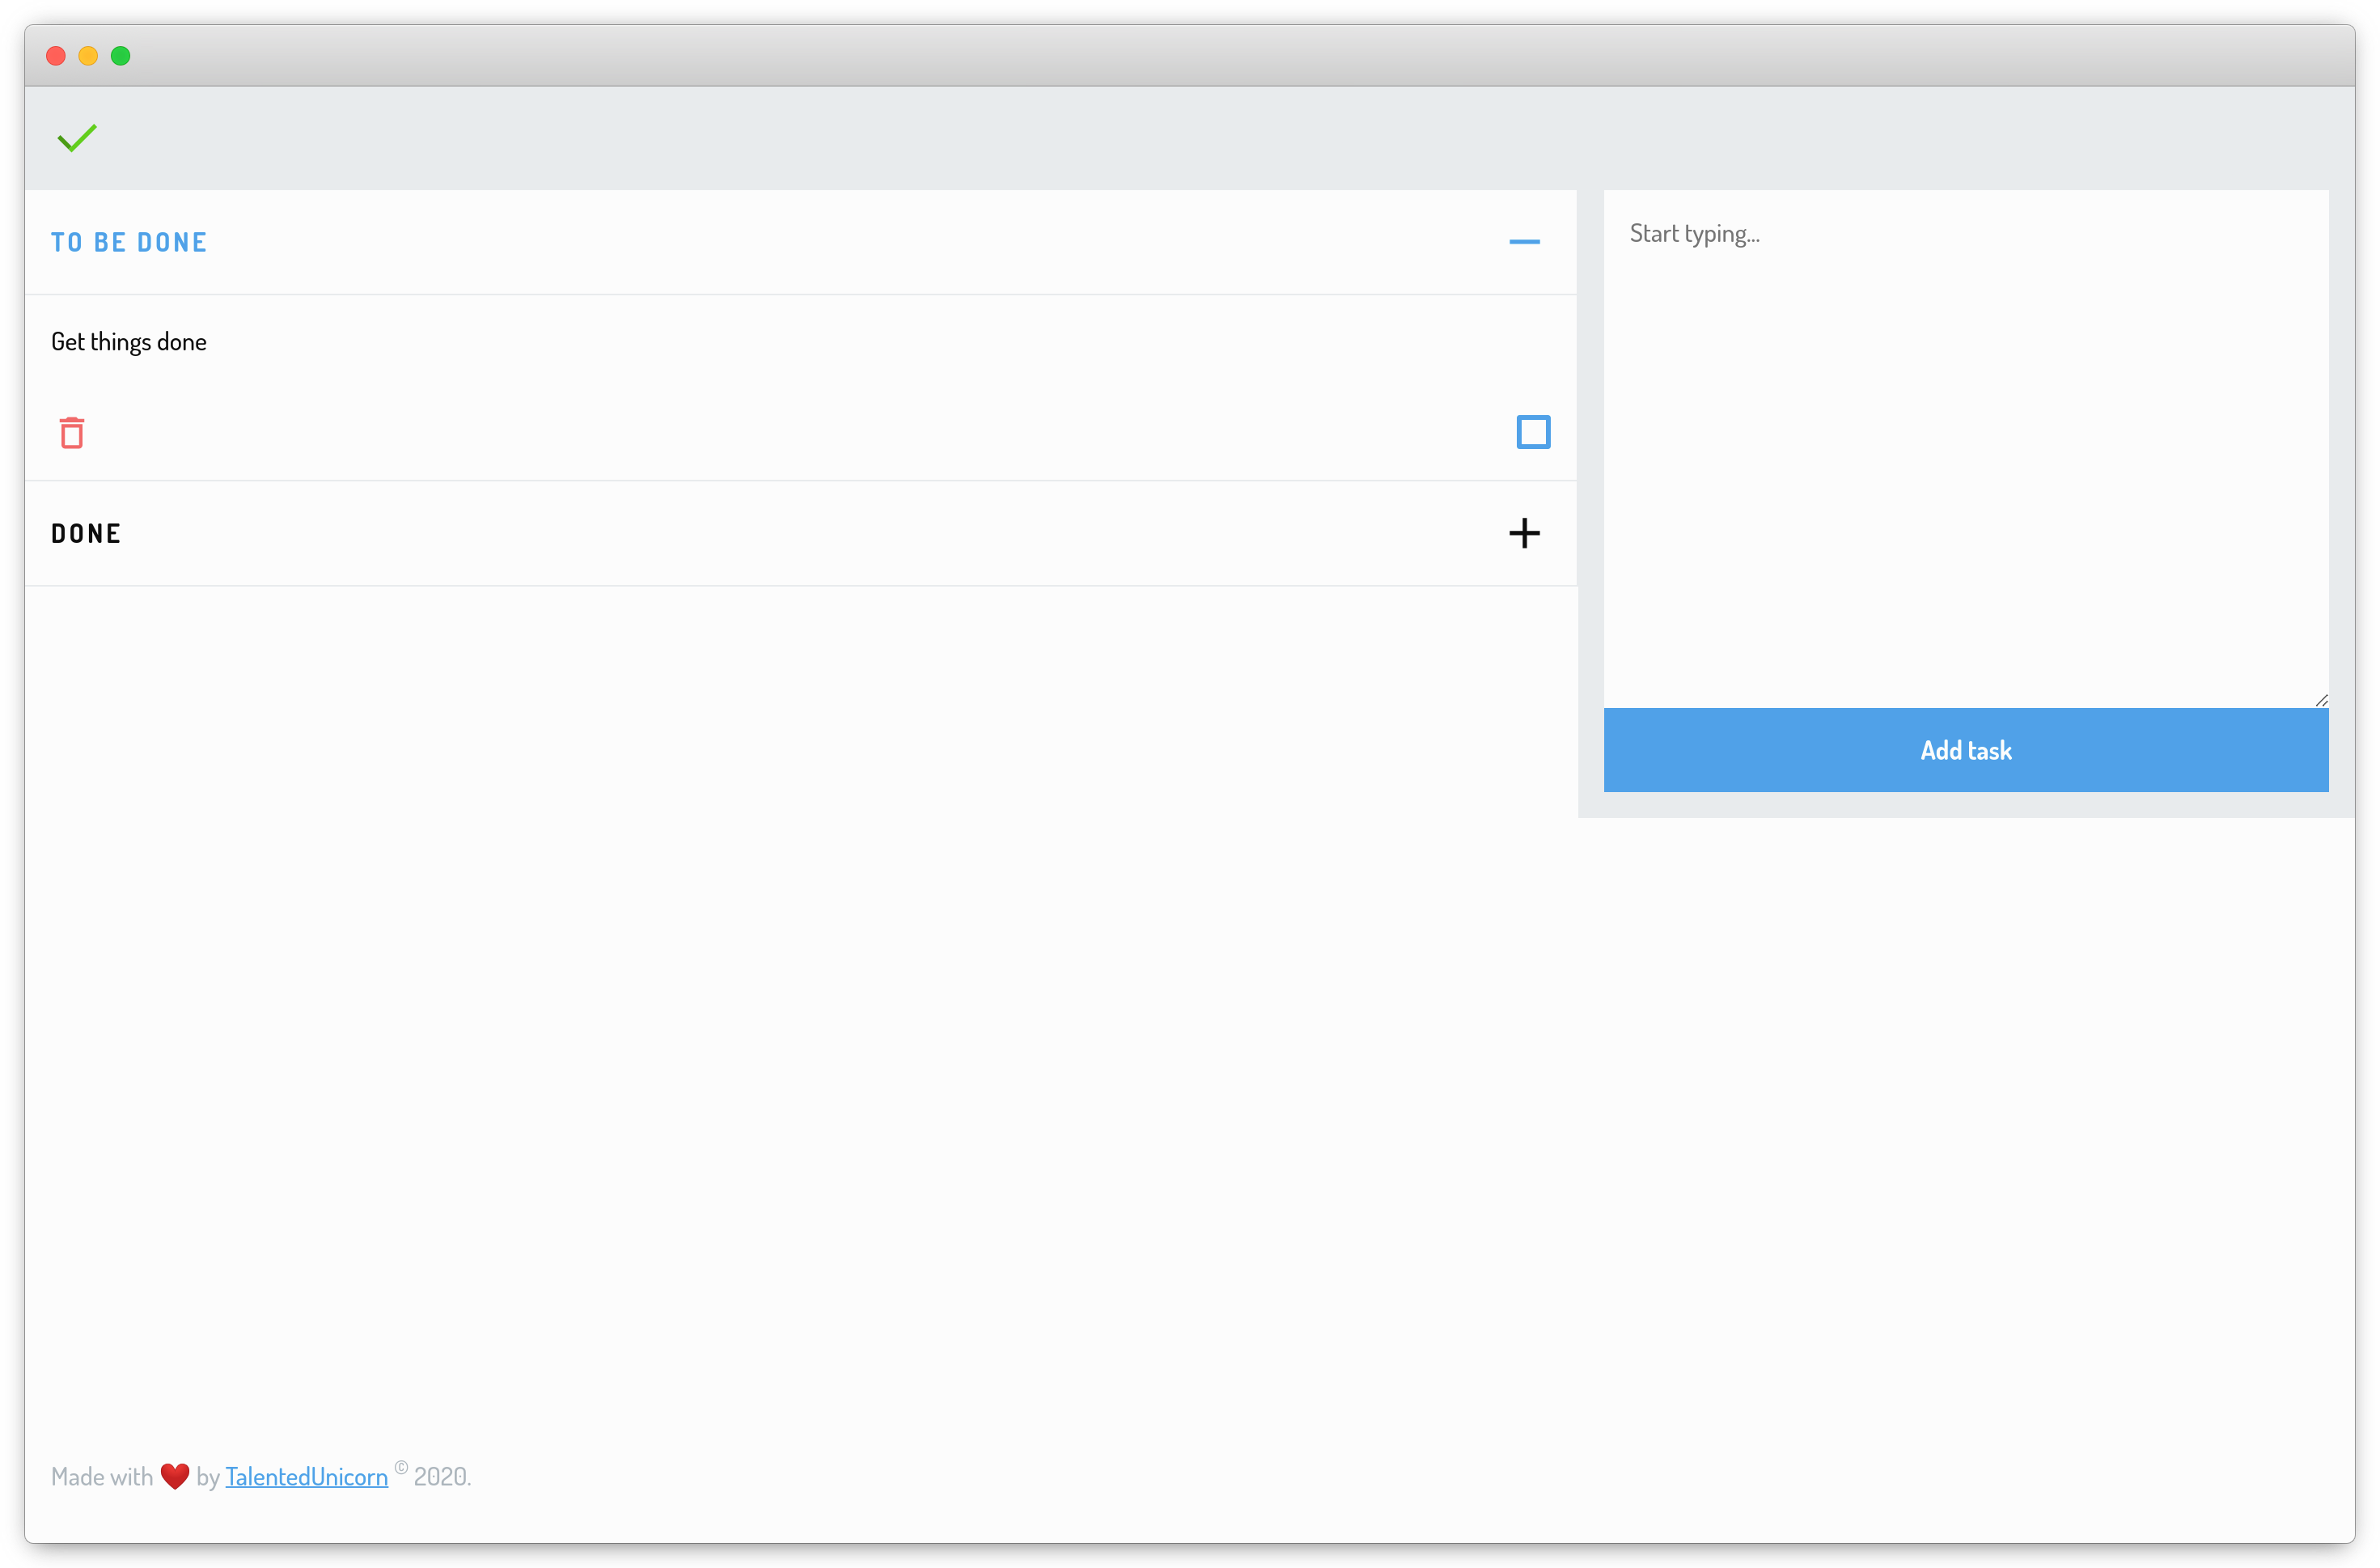 TO BE DONE
Get things done
DONE
Start typing...
Add task
Made with ❤️ by TalentedUnicorn © 2020.